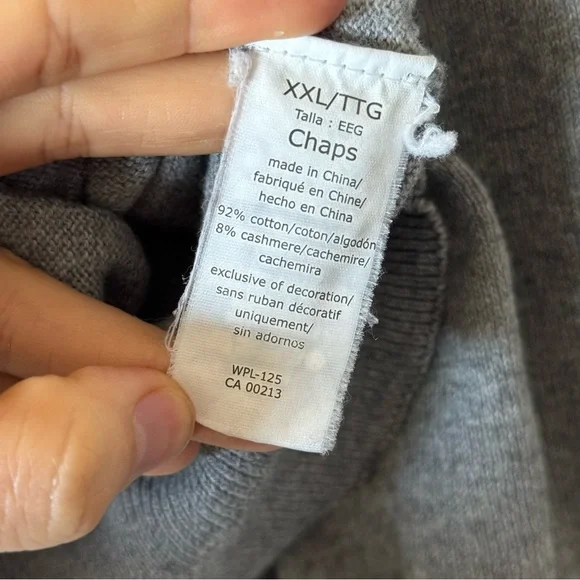 XXL/TTG
Talla : EEG
Chaps
made in China/
fabriqué en Chine/
hecho en China
92% cotton/coton/algodón
8% cashmere/cachemire/
cachemira
exclusive of decoration/
sans ruban décoratif
uniquement/
sin adornos
WPL-125
CA 00213